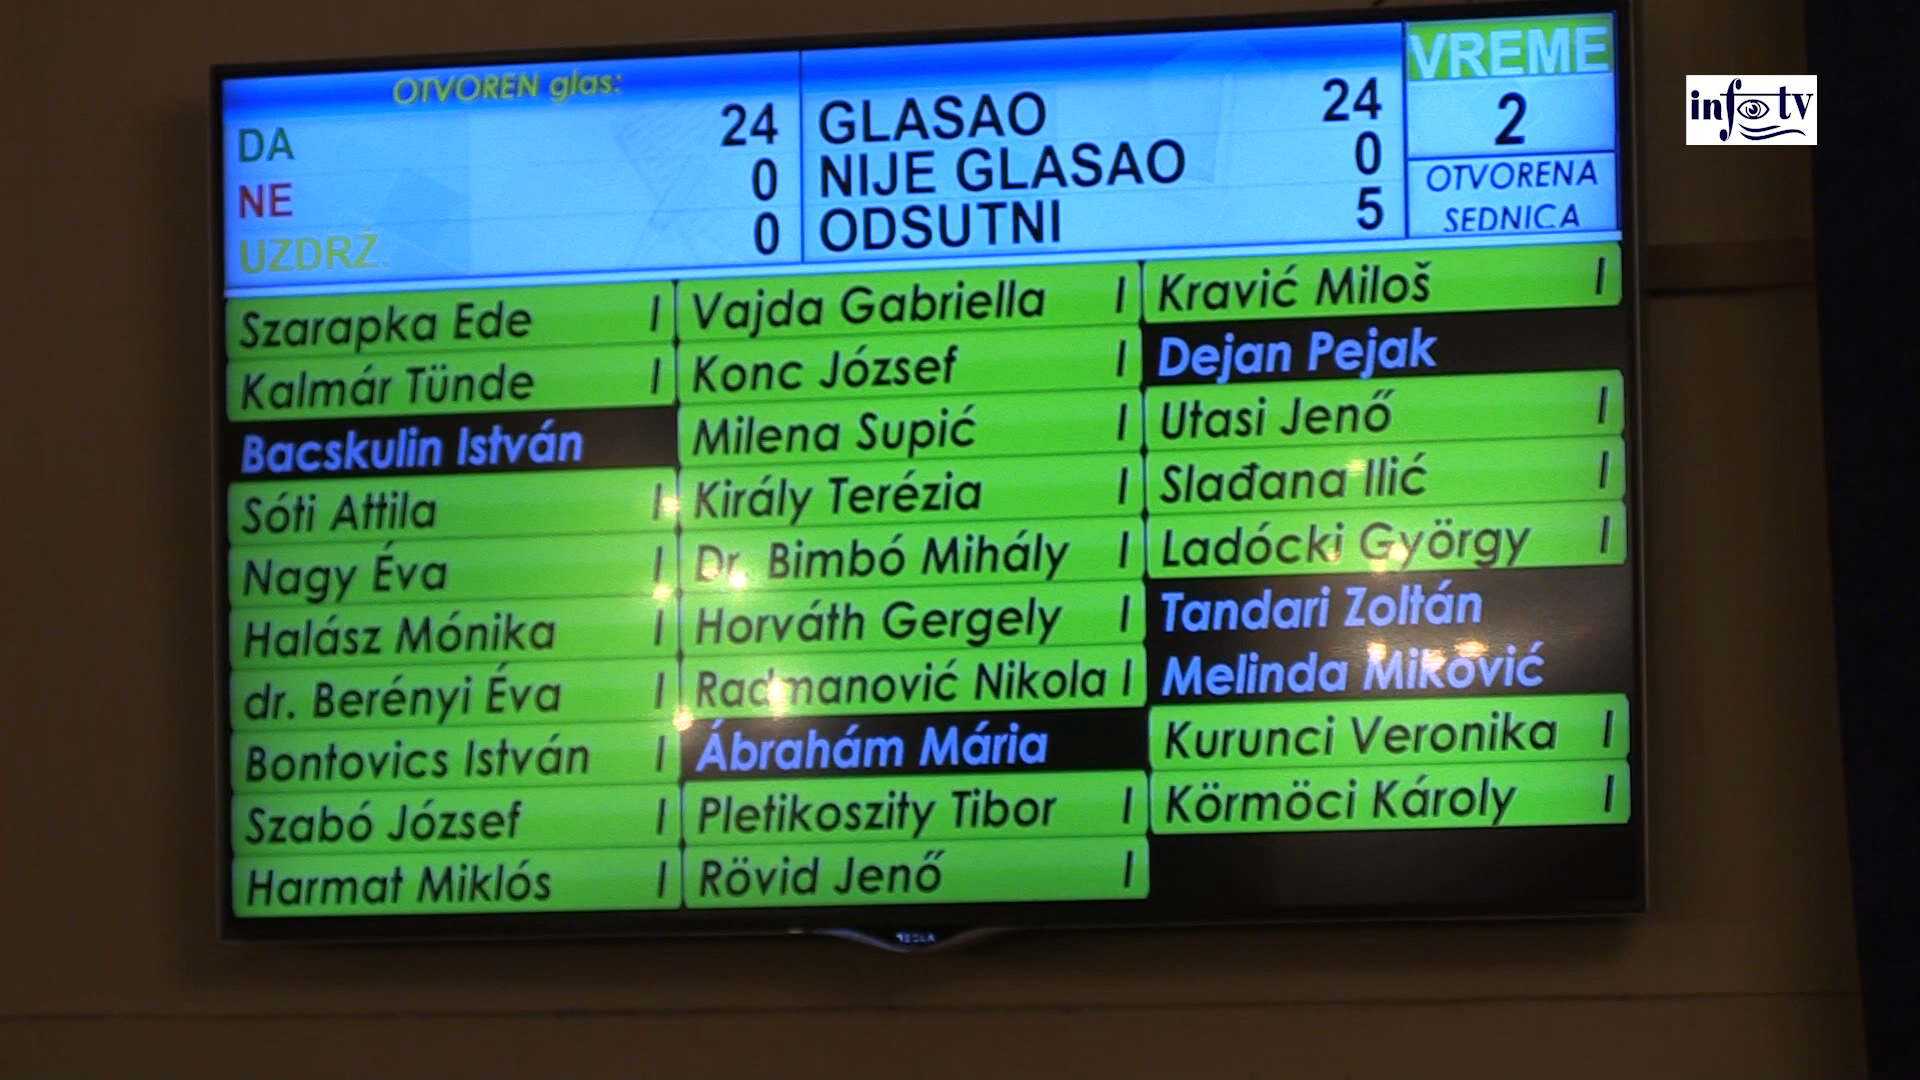 OTVOREN glas:
DA 24
NE 0
UZDRŽ. 0
GLASAO 24
NIJE GLASAO 0
ODSUTNI 5
VREME
2
OTVORENA
SEDNICA
info tv
Szarapka Ede I
Kalmár Tünde I
Bacskulin István
Sóti Attila I
Nagy Éva I
Halász Mónika I
dr. Berényi Éva I
Bontovics István I
Szabó József I
Harmat Miklós I
Vajda Gabriella I
Konc József I
Milena Supić I
Király Terézia I
Dr. Bimbó Mihály I
Horváth Gergely I
Radmanović Nikola I
Ábrahám Mária
Pletikoszity Tibor I
Rövid Jenő I
Kravić Miloš I
Dejan Pejak
Utasi Jenő I
Slađana Ilić I
Ladócki György I
Tandari Zoltán
Melinda Miković
Kurunci Veronika I
Körmöci Károly I
TESLA